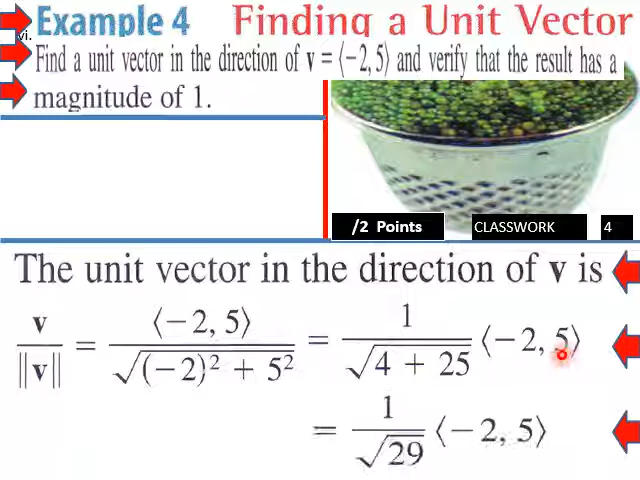 Example 4 Finding a Unit Vector
vi.
Find a unit vector in the direction of v = ⟨−2, 5⟩ and verify that the result has a
magnitude of 1.
/2 Points CLASSWORK 4
The unit vector in the direction of v is
v / ||v|| = ⟨−2, 5⟩ / √((−2)² + 5²) = 1 / √(4 + 25) ⟨−2, 5⟩
= 1 / √29 ⟨−2, 5⟩